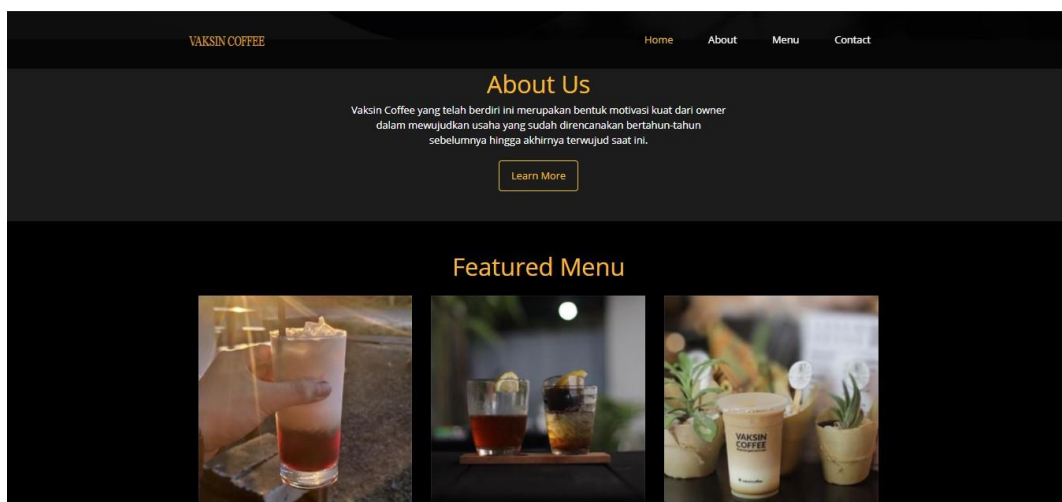 VAKSIN COFFEE
Home About Menu Contact
About Us
Vaksin Coffee yang telah berdiri ini merupakan bentuk motivasi kuat dari owner
dalam mewujudkan usaha yang sudah direncanakan bertahun-tahun
sebelumnya hingga akhirnya terwujud saat ini.
Learn More
Featured Menu
VAKSIN
COFFEE